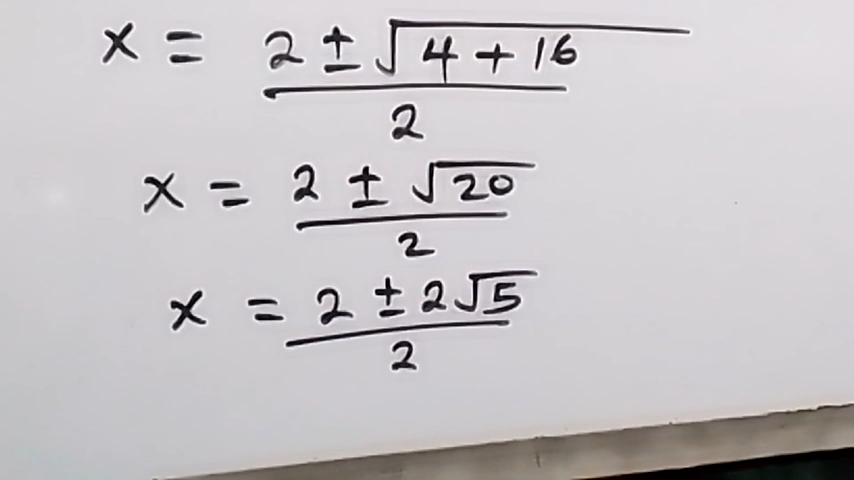 x = (2 ± √(4 + 16)) / 2
x = (2 ± √20) / 2
x = (2 ± 2√5) / 2